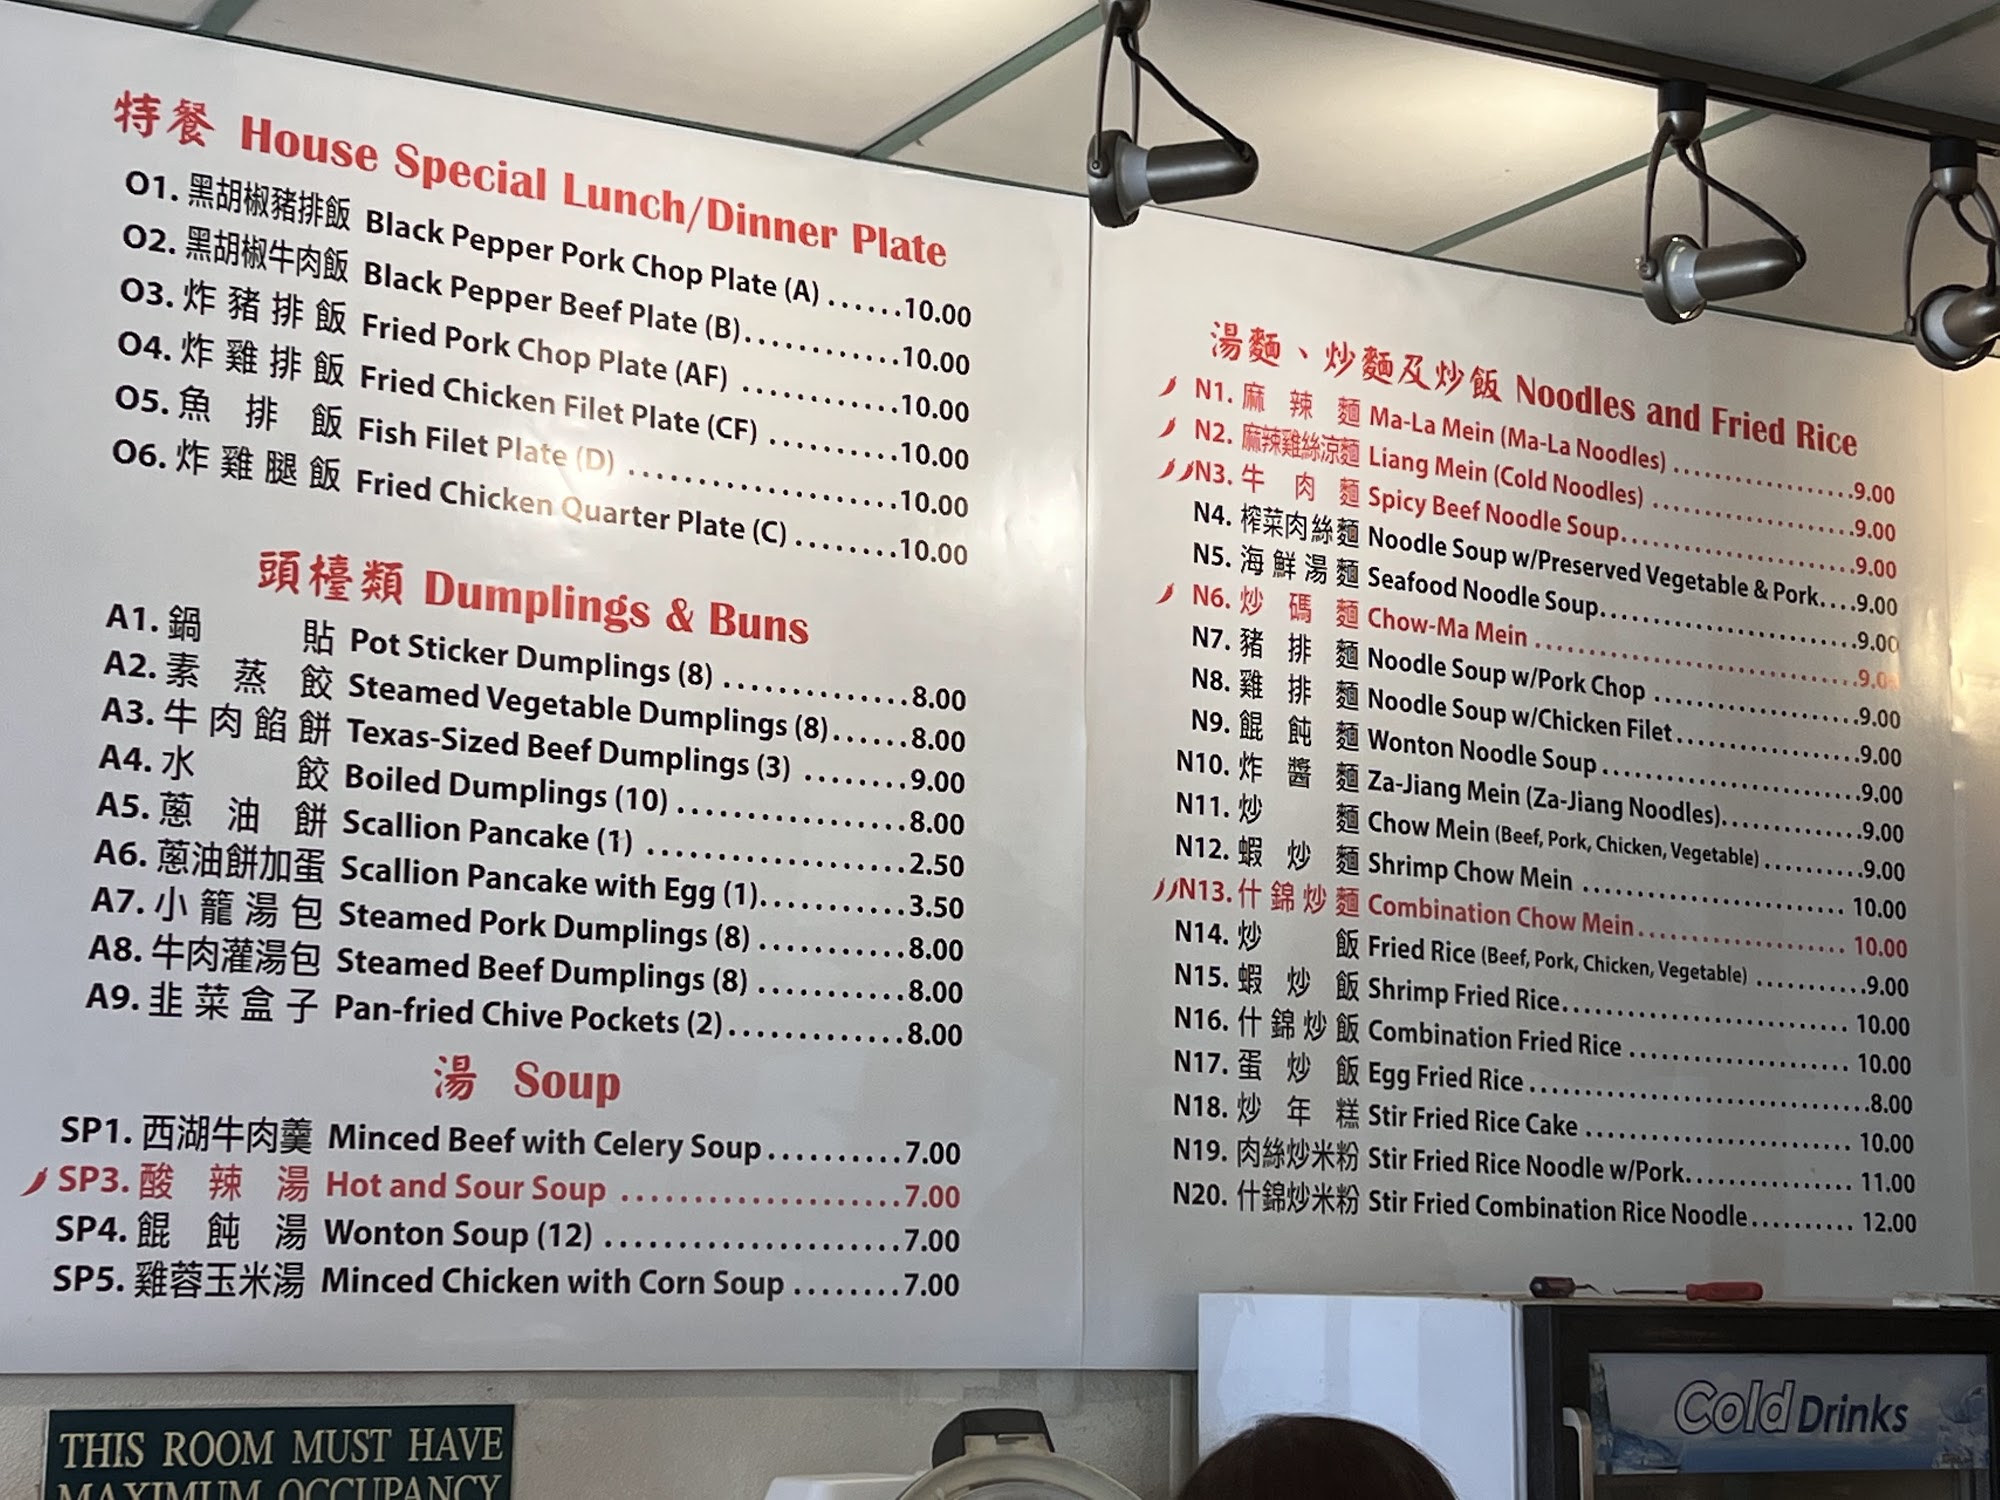 特餐 House Special Lunch/Dinner Plate
O1. 黑胡椒豬排飯 Black Pepper Pork Chop Plate (A) ......10.00
O2. 黑胡椒牛肉飯 Black Pepper Beef Plate (B)............10.00
O3. 炸豬排飯 Fried Pork Chop Plate (AF) ............10.00
O4. 炸雞排飯 Fried Chicken Filet Plate (CF) ..........10.00
O5. 魚排飯 Fish Filet Plate (D) .....................10.00
O6. 炸雞腿飯 Fried Chicken Quarter Plate (C) ........10.00
頭檯類 Dumplings & Buns
A1. 鍋貼 Pot Sticker Dumplings (8) ..............8.00
A2. 素蒸餃 Steamed Vegetable Dumplings (8)......8.00
A3. 牛肉餡餅 Texas-Sized Beef Dumplings (3) ........9.00
A4. 水餃 Boiled Dumplings (10) ..................8.00
A5. 蔥油餅 Scallion Pancake (1) ....................2.50
A6. 蔥油餅加蛋 Scallion Pancake with Egg (1)............3.50
A7. 小籠湯包 Steamed Pork Dumplings (8) ............8.00
A8. 牛肉灌湯包 Steamed Beef Dumplings (8) ............8.00
A9. 韭菜盒子 Pan-fried Chive Pockets (2)..............8.00
湯 Soup
SP1. 西湖牛肉羹 Minced Beef with Celery Soup..........7.00
SP3. 酸辣湯 Hot and Sour Soup .....................7.00
SP4. 餛飩湯 Wonton Soup (12) ......................7.00
SP5. 雞蓉玉米湯 Minced Chicken with Corn Soup ........7.00
湯麵、炒麵及炒飯 Noodles and Fried Rice
N1. 麻辣麵 Ma-La Mein (Ma-La Noodles) .................9.00
N2. 麻辣雞絲涼麵 Liang Mein (Cold Noodles) ...................9.00
N3. 牛肉麵 Spicy Beef Noodle Soup......................9.00
N4. 榨菜肉絲麵 Noodle Soup w/Preserved Vegetable & Pork....9.00
N5. 海鮮湯麵 Seafood Noodle Soup........................9.00
N6. 炒碼麵 Chow-Ma Mein ..............................9.00
N7. 豬排麵 Noodle Soup w/Pork Chop ...................9.00
N8. 雞排麵 Noodle Soup w/Chicken Filet.................9.00
N9. 餛飩麵 Wonton Noodle Soup ........................9.00
N10. 炸醬麵 Za-Jiang Mein (Za-Jiang Noodles).............9.00
N11. 炒麵 Chow Mein (Beef, Pork, Chicken, Vegetable) .........9.00
N12. 蝦炒麵 Shrimp Chow Mein ........................ 10.00
N13. 什錦炒麵 Combination Chow Mein................... 10.00
N14. 炒飯 Fried Rice (Beef, Pork, Chicken, Vegetable) ...........9.00
N15. 蝦炒飯 Shrimp Fried Rice.......................... 10.00
N16. 什錦炒飯 Combination Fried Rice .................... 10.00
N17. 蛋炒飯 Egg Fried Rice ..............................8.00
N18. 炒年糕 Stir Fried Rice Cake ........................ 10.00
N19. 肉絲炒米粉 Stir Fried Rice Noodle w/Pork............... 11.00
N20. 什錦炒米粉 Stir Fried Combination Rice Noodle.......... 12.00
Cold Drinks
THIS ROOM MUST HAVE
MAXIMUM OCCUPANCY